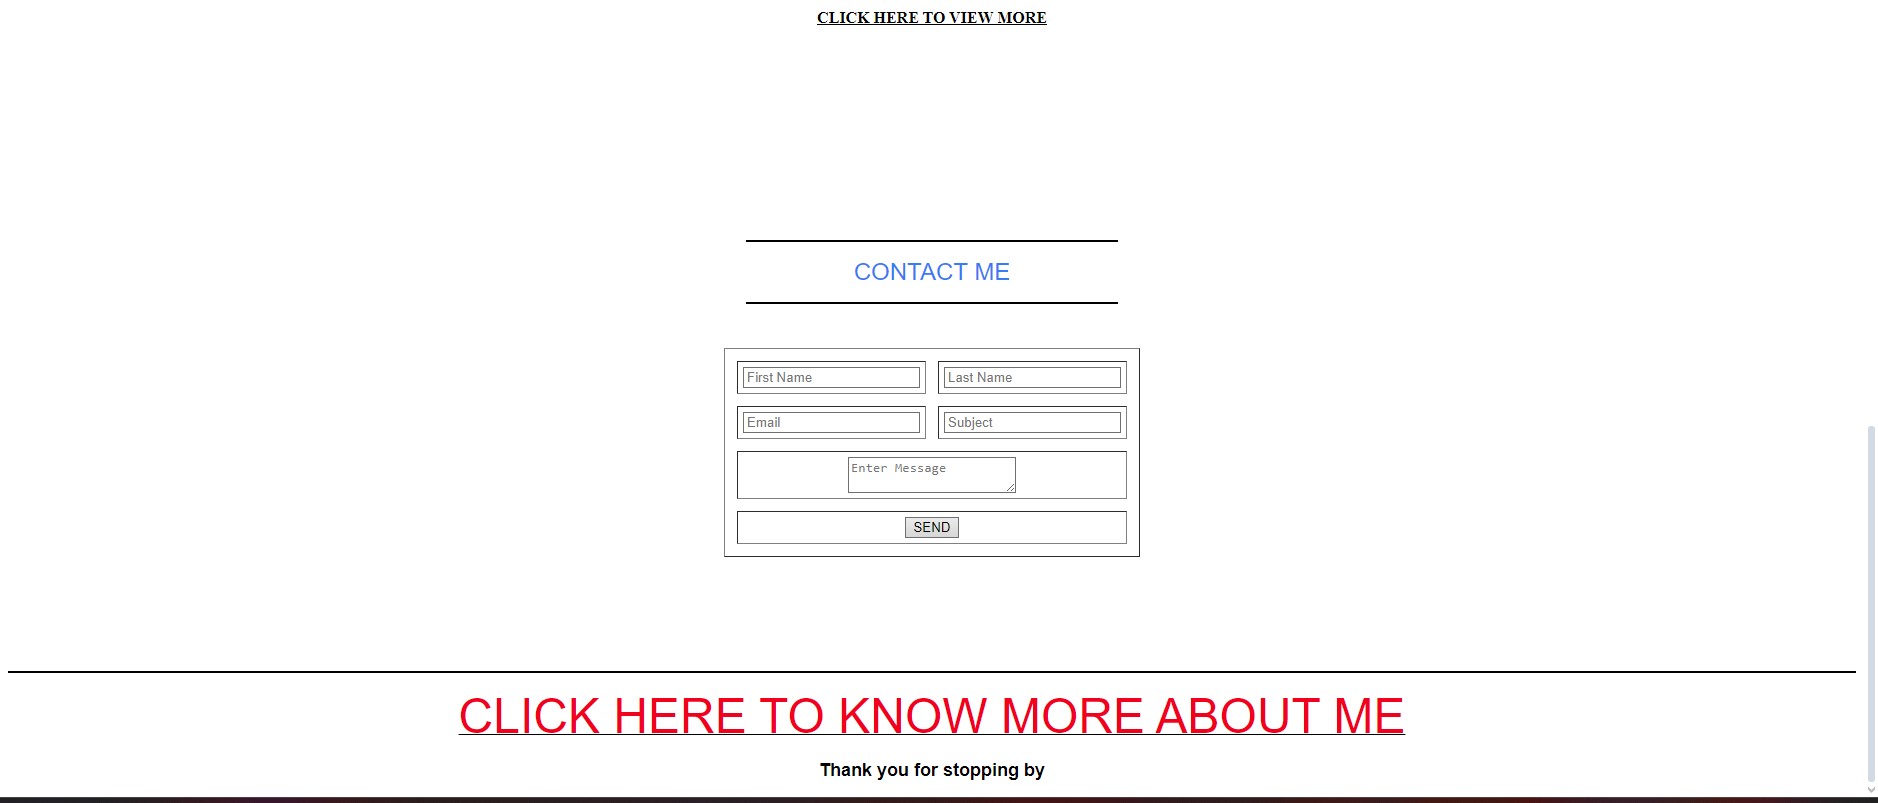 CLICK HERE TO VIEW MORE
CONTACT ME
First Name Last Name
Email Subject
Enter Message
SEND
CLICK HERE TO KNOW MORE ABOUT ME
Thank you for stopping by